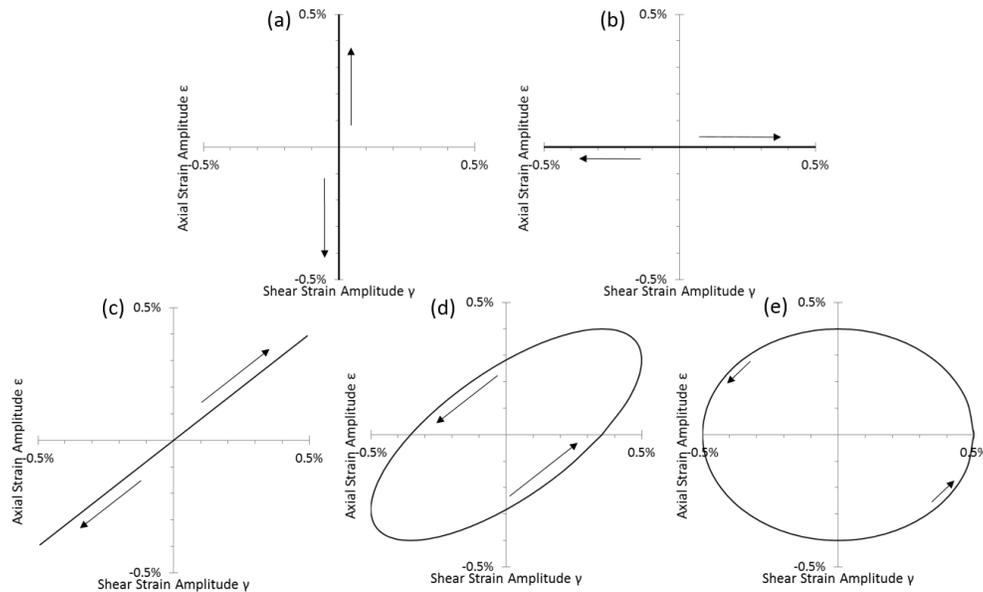 (a)
0.5%
Axial Strain Amplitude ε
-0.5%
0.5%
-0.5%
Shear Strain Amplitude γ
(b)
0.5%
Axial Strain Amplitude ε
-0.5%
0.5%
-0.5%
Shear Strain Amplitude γ
(c)
0.5%
Axial Strain Amplitude ε
-0.5%
0.5%
-0.5%
Shear Strain Amplitude γ
(d)
0.5%
Axial Strain Amplitude ε
-0.5%
0.5%
-0.5%
Shear Strain Amplitude γ
(e)
0.5%
Axial Strain Amplitude ε
-0.5%
0.5%
-0.5%
Shear Strain Amplitude γ